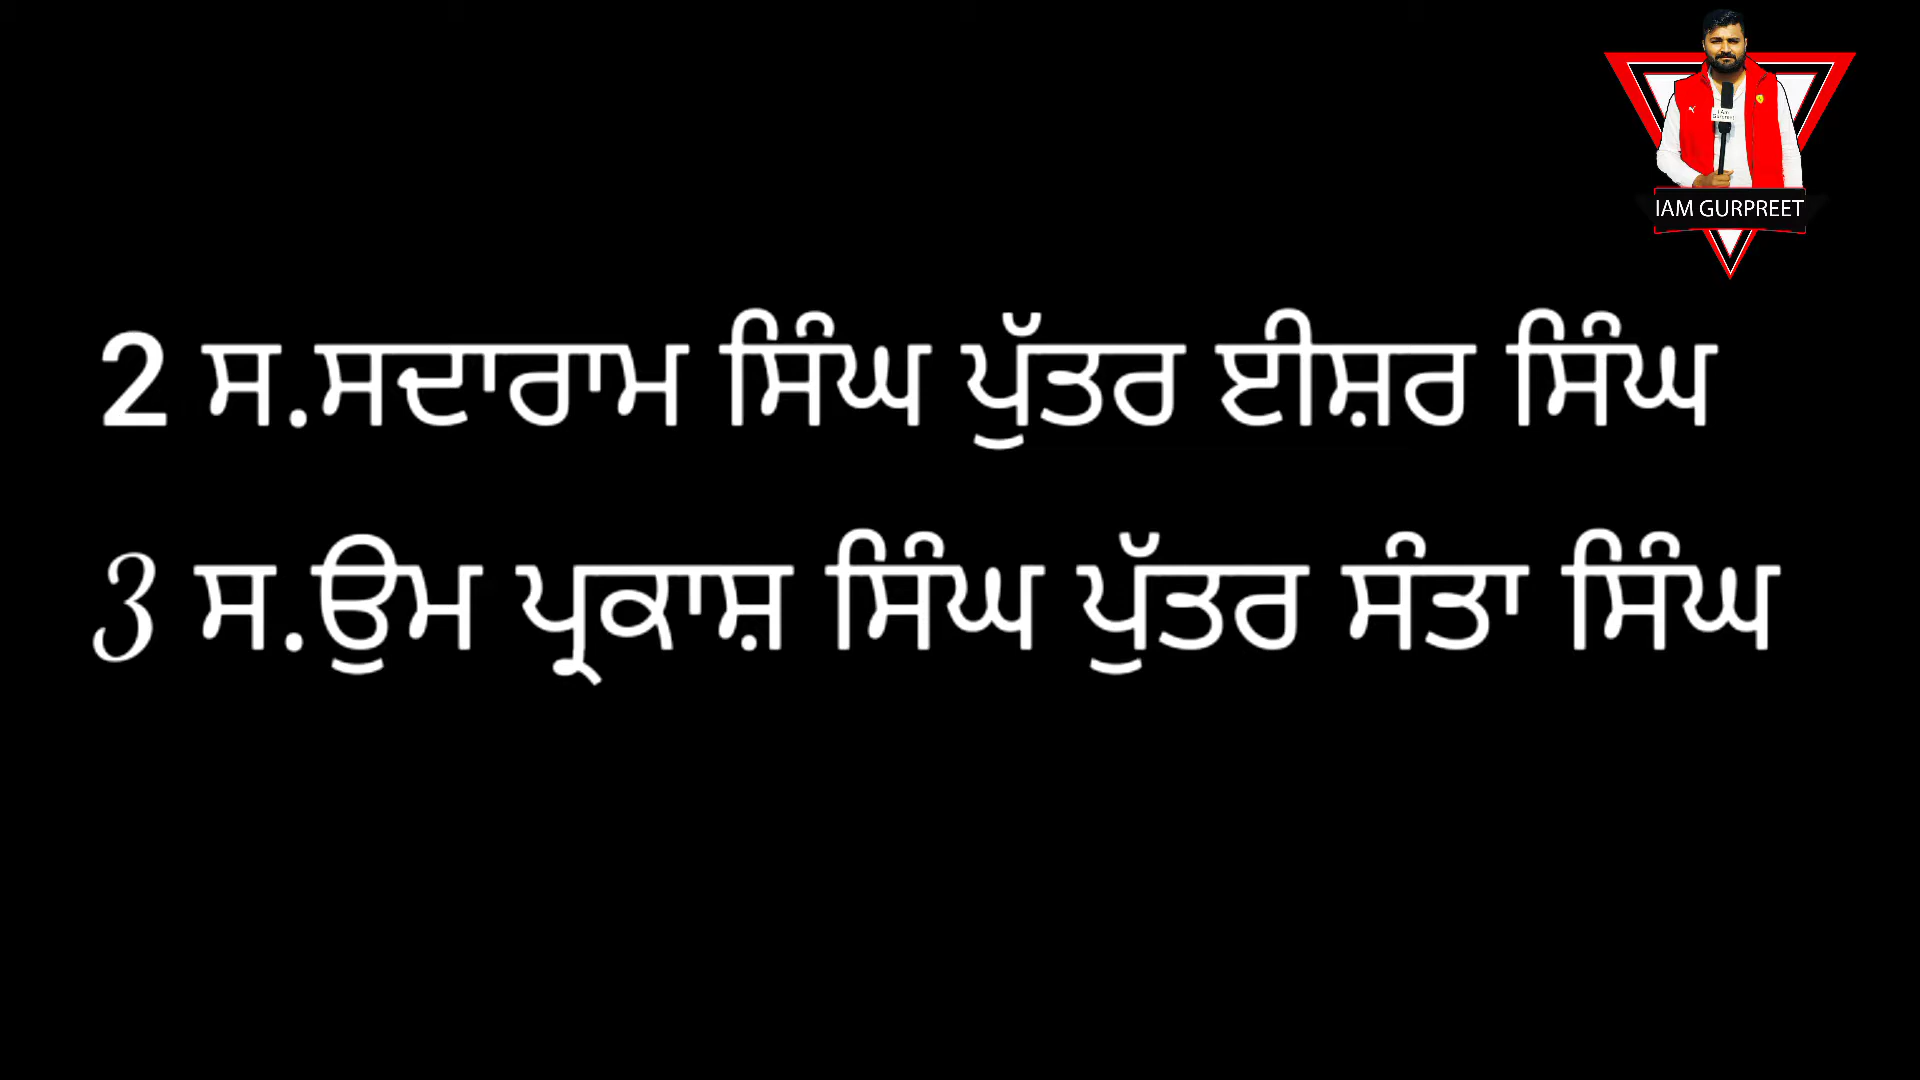 IAM GURPREET
2 ਸ.ਸਦਾਰਾਮ ਸਿੰਘ ਪੁੱਤਰ ਈਸ਼ਰ ਸਿੰਘ
3 ਸ.ਉਮ ਪ੍ਰਕਾਸ਼ ਸਿੰਘ ਪੁੱਤਰ ਸੰਤਾ ਸਿੰਘ